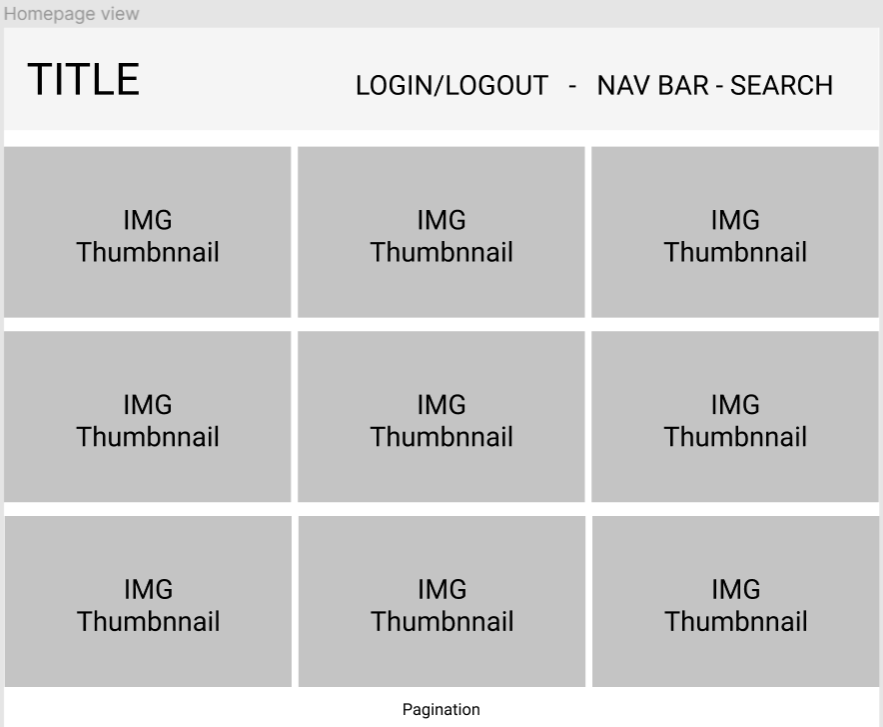 Homepage view
TITLE
LOGIN/LOGOUT - NAV BAR - SEARCH
IMG
Thumbnnail
IMG
Thumbnnail
IMG
Thumbnnail
IMG
Thumbnnail
IMG
Thumbnnail
IMG
Thumbnnail
IMG
Thumbnnail
IMG
Thumbnnail
IMG
Thumbnnail
Pagination